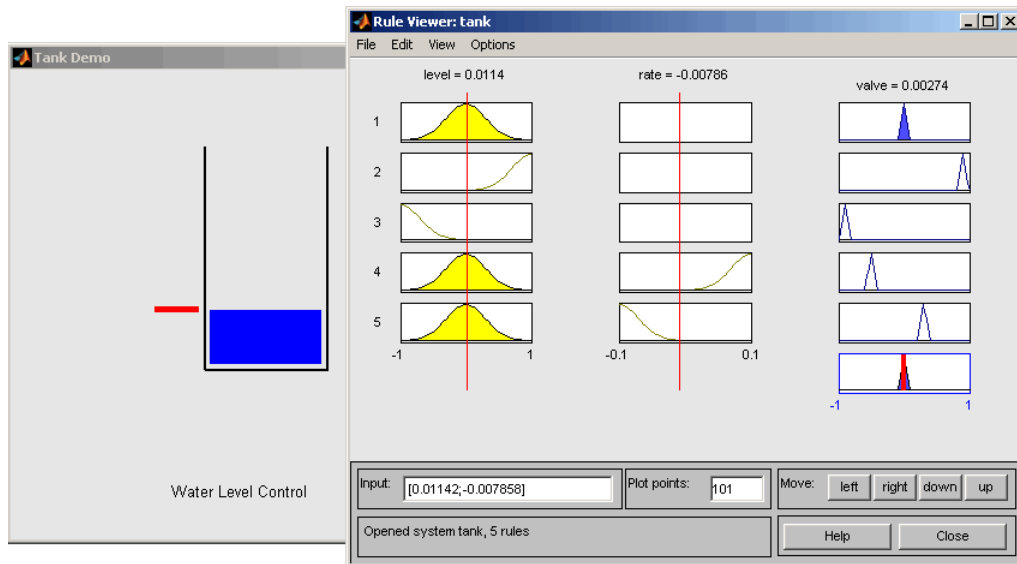 Tank Demo
Water Level Control
Rule Viewer: tank
File Edit View Options
level = 0.0114 rate = -0.00786 valve = 0.00274
1
2
3
4
5
-1 1 -0.1 0.1
-1 1
Input: [0.01142;-0.007858] Plot points: 101 Move: left right down up
Opened system tank, 5 rules Help Close